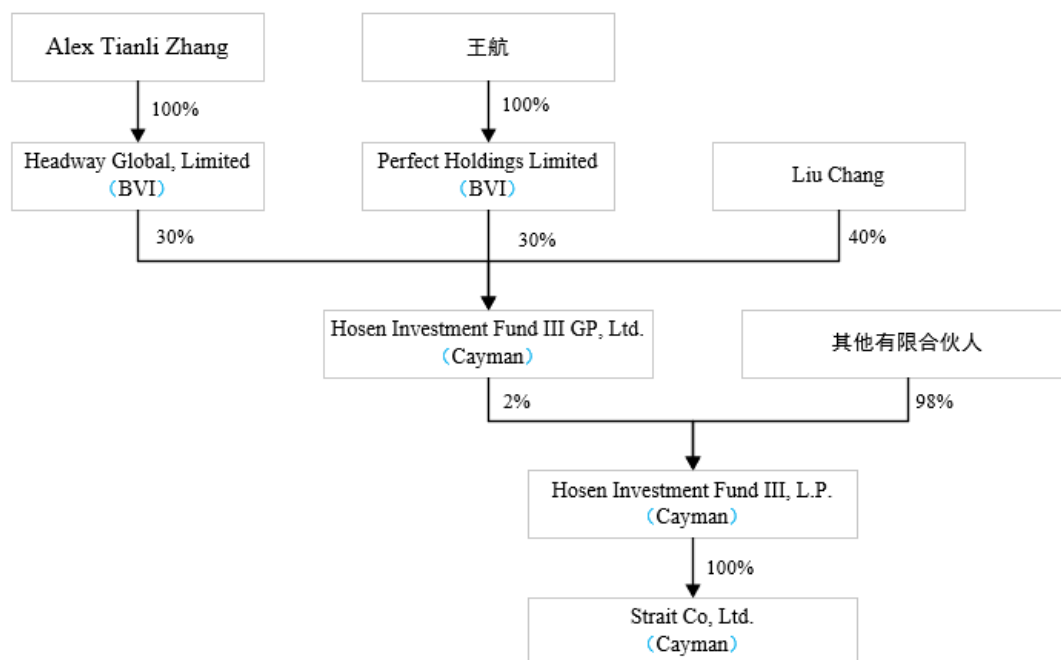 Alex Tianli Zhang
王航
100%
100%
Headway Global, Limited
（BVI）
Perfect Holdings Limited
（BVI）
Liu Chang
30%
30%
40%
Hosen Investment Fund III GP, Ltd.
（Cayman）
其他有限合伙人
2%
98%
Hosen Investment Fund III, L.P.
（Cayman）
100%
Strait Co, Ltd.
（Cayman）